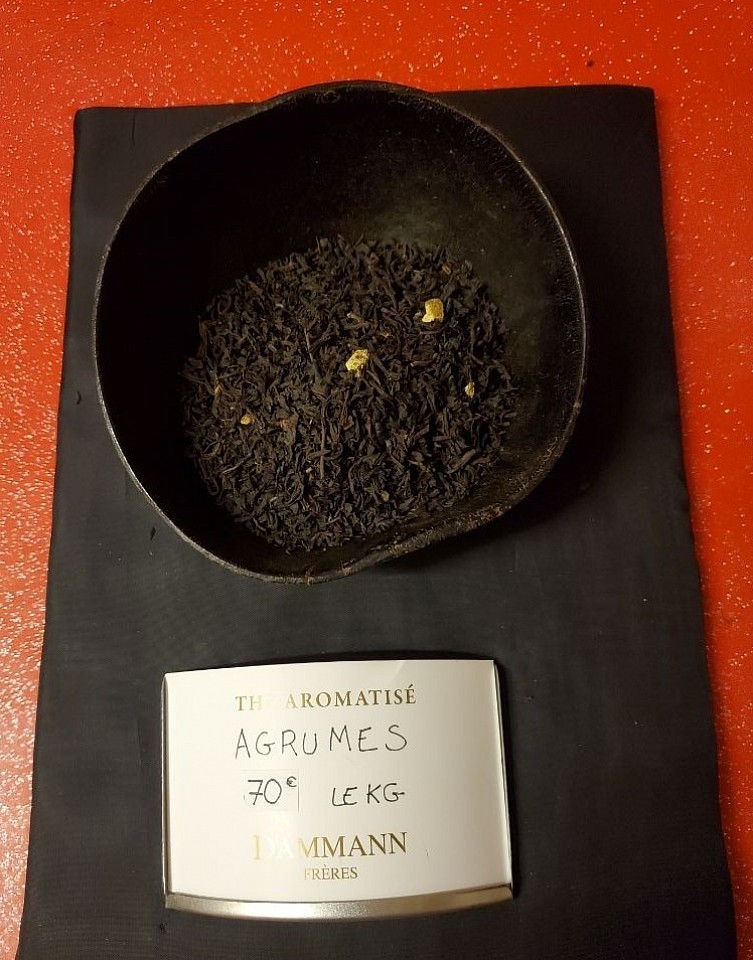 THÉ AROMATISÉ
AGRUMES
70€ LE KG
DAMMANN
FRÈRES